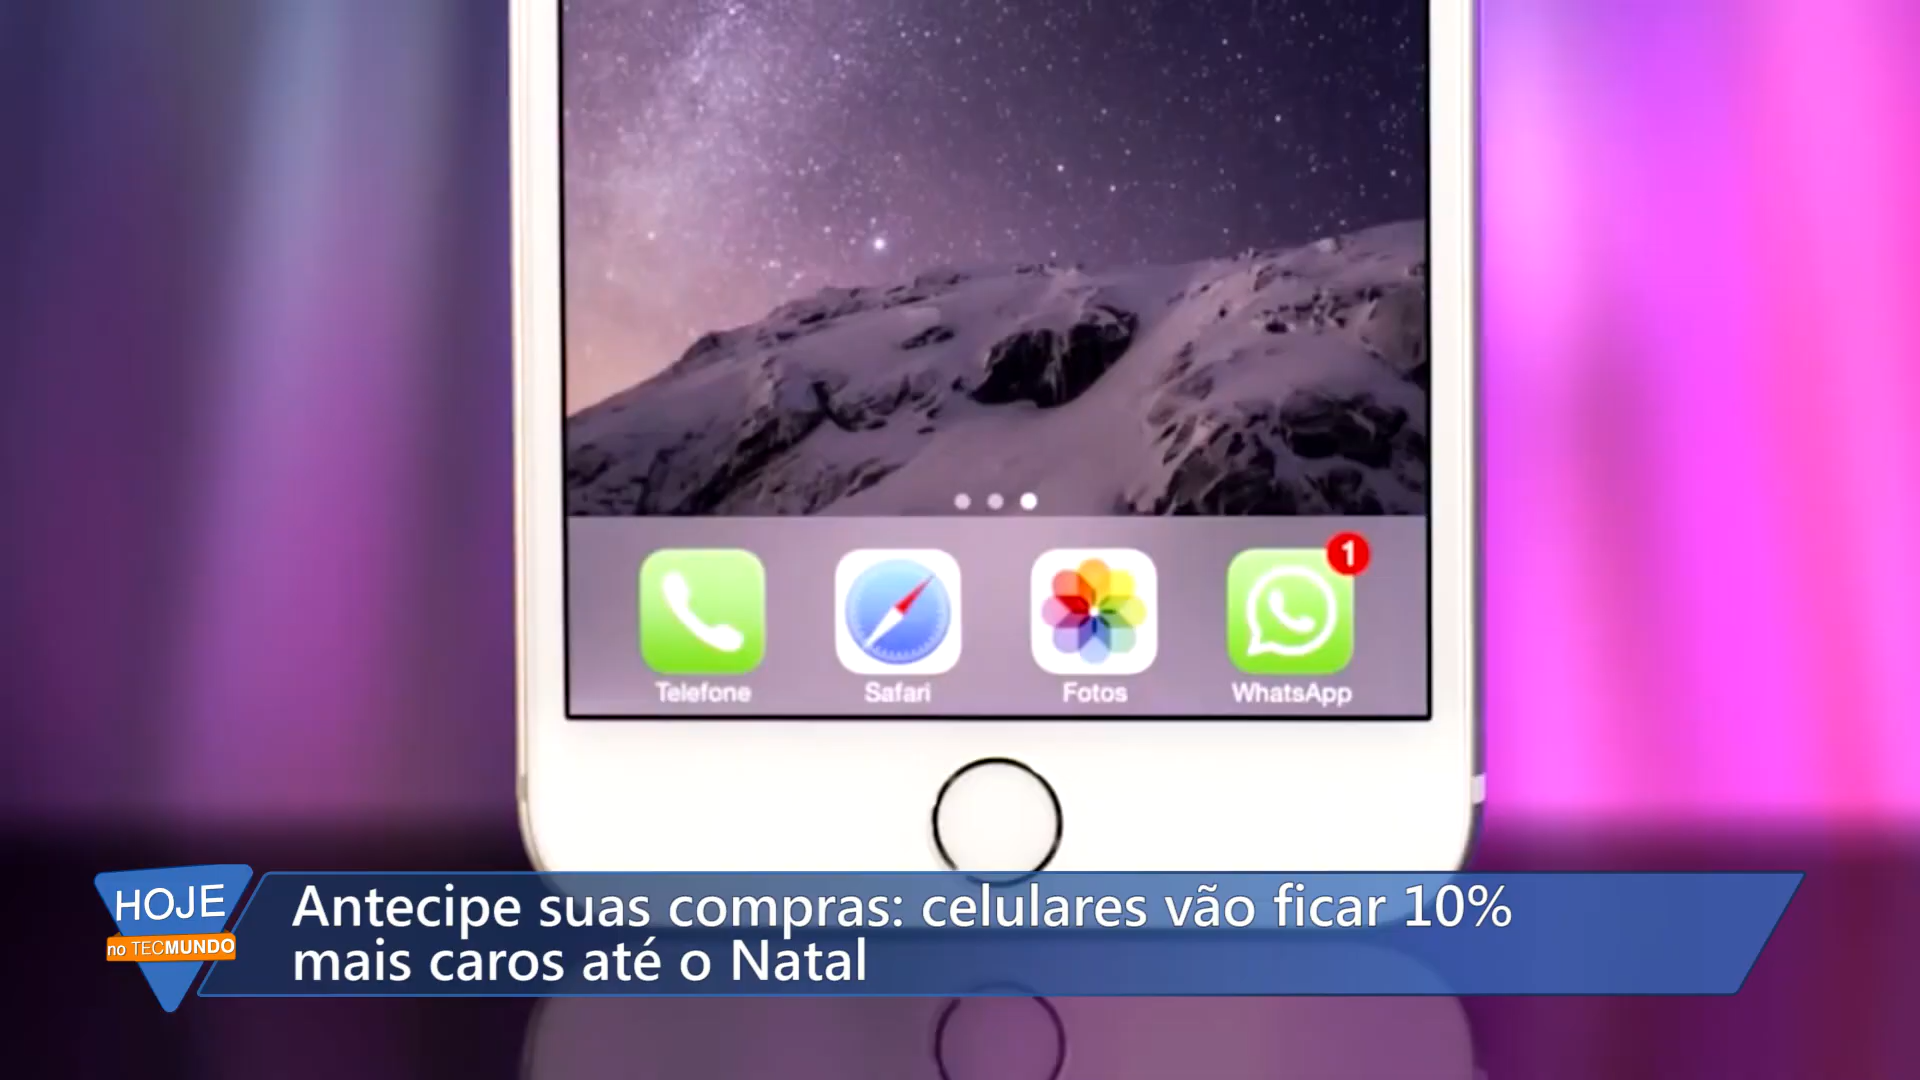 1
Telefone Safari Fotos WhatsApp
HOJE
no TECMUNDO
Antecipe suas compras: celulares vão ficar 10%
mais caros até o Natal